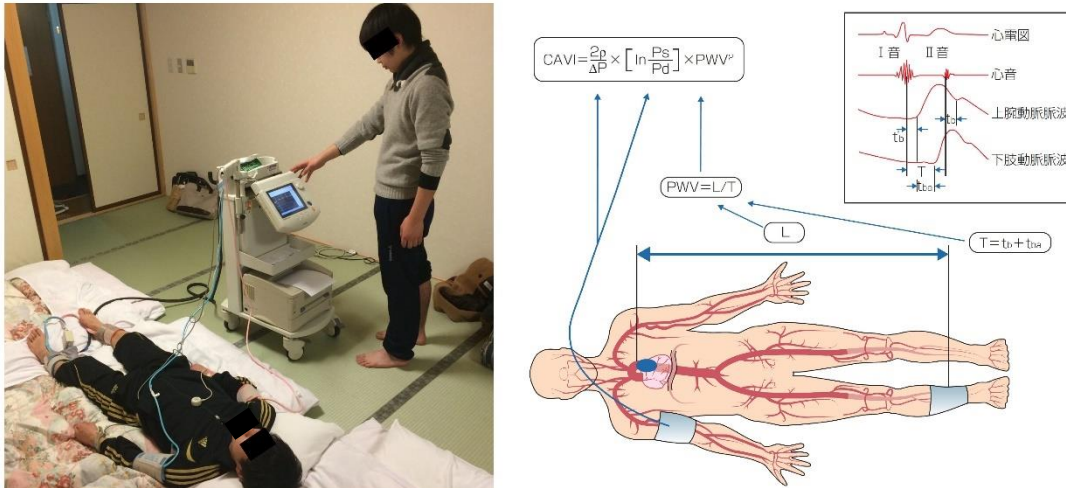 CAVI=2ρ/ΔP×[ln Ps/Pd]×PWV²
PWV=L/T
L
T=tb+tba
心電図
Ⅰ音 Ⅱ音
心音
tb
上腕動脈脈波
tb
下肢動脈脈波
T
tba